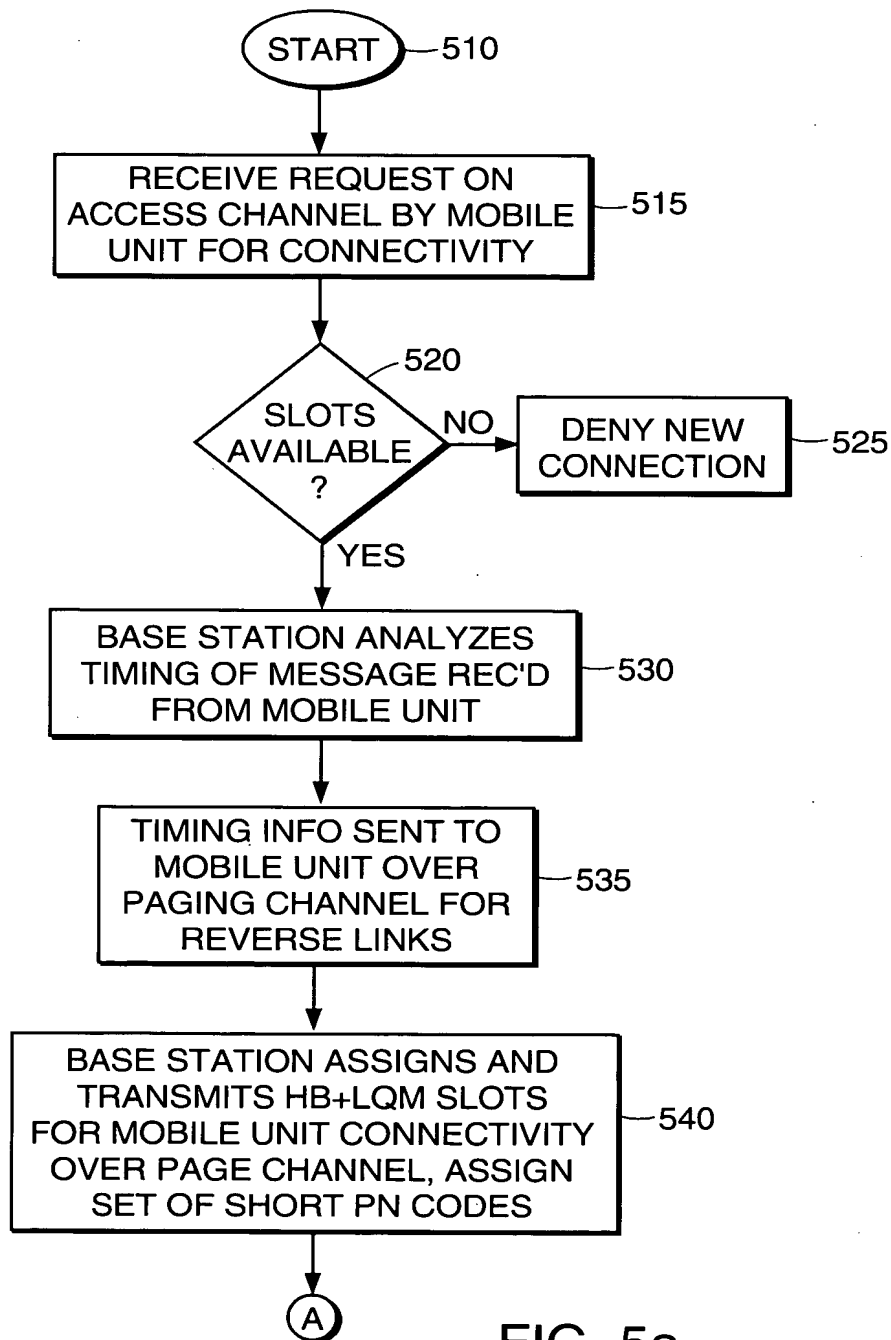 START
510
RECEIVE REQUEST ON
ACCESS CHANNEL BY MOBILE
UNIT FOR CONNECTIVITY
515
520
SLOTS
AVAILABLE
?
NO
DENY NEW
CONNECTION
525
YES
BASE STATION ANALYZES
TIMING OF MESSAGE REC'D
FROM MOBILE UNIT
530
TIMING INFO SENT TO
MOBILE UNIT OVER
PAGING CHANNEL FOR
REVERSE LINKS
535
BASE STATION ASSIGNS AND
TRANSMITS HB+LQM SLOTS
FOR MOBILE UNIT CONNECTIVITY
OVER PAGE CHANNEL, ASSIGN
SET OF SHORT PN CODES
540
A
FIG. 5a